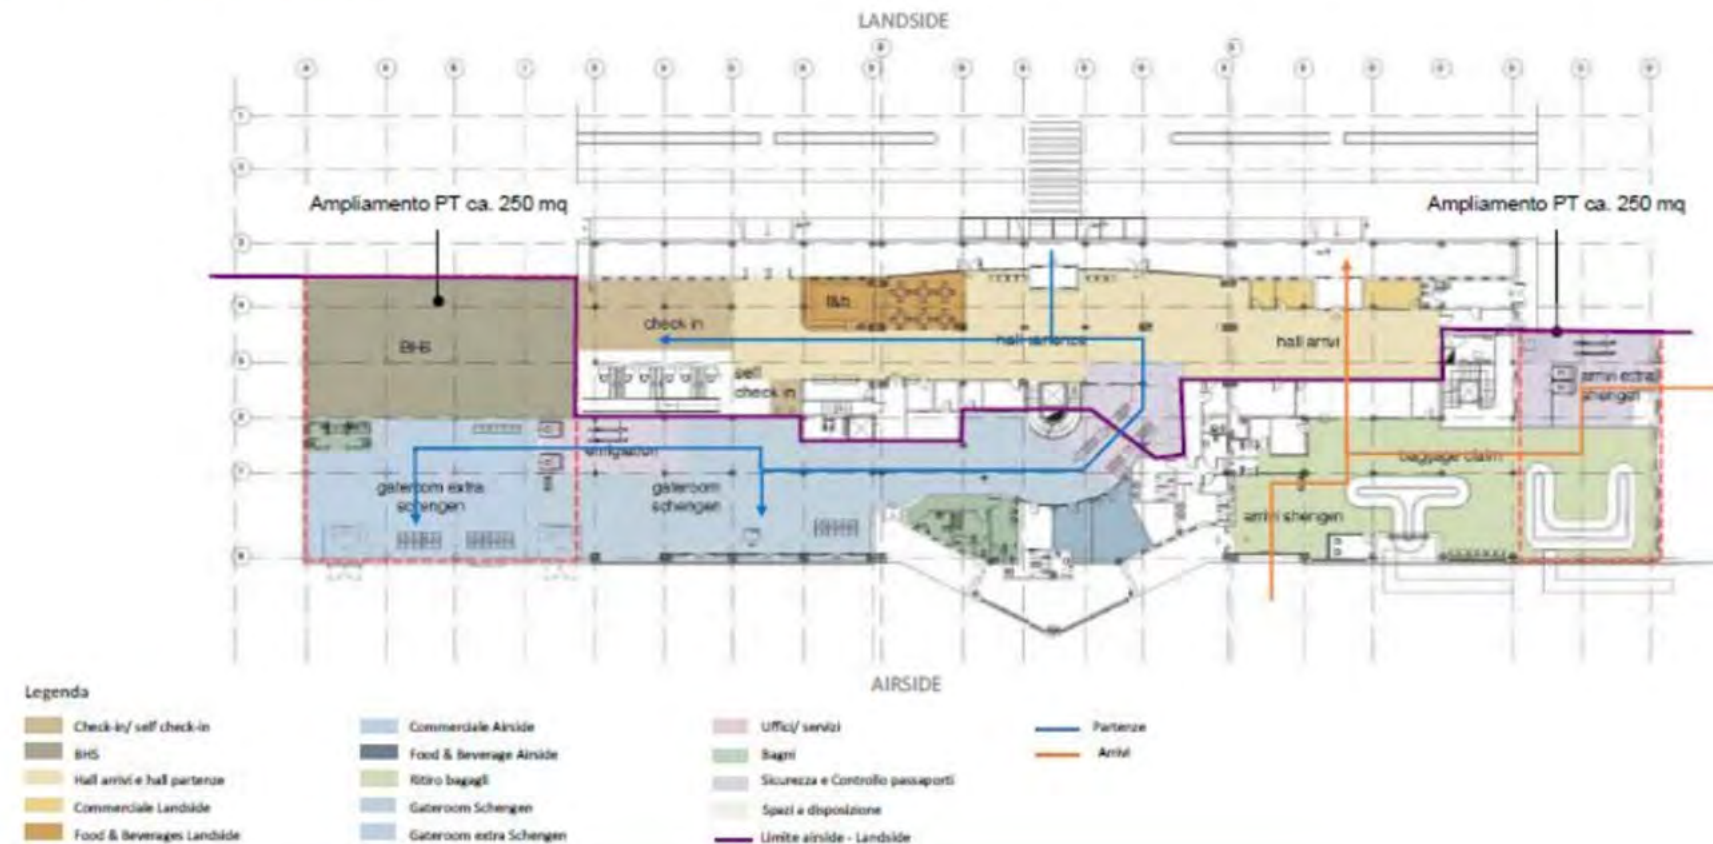 LANDSIDE
Ampliamento PT ca. 250 mq
Ampliamento PT ca. 250 mq
check in
BHS
hall arrivi
self
check in
arrivi extra
shengen
baggage claim
gateroom extra
schengen
gateroom
schengen
arrivi shengen
AIRSIDE
Legenda
Check-in/ self check-in
BHS
Hall arrivi e hall partenze
Commerciale Landside
Food & Beverages Landside
Commerciale Airside
Food & Beverage Airside
Ritiro bagagli
Gateroom Schengen
Gateroom extra Schengen
Uffici/ servizi
Bagni
Sicurezza e Controllo passaporti
Spazi a disposizione
Limite airside - Landside
Partenze
Arrivi